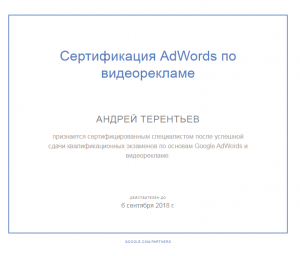 Сертификация AdWords по
видеорекламе
АНДРЕЙ ТЕРЕНТЬЕВ
признается сертифицированным специалистом после успешной
сдачи квалификационных экзаменов по основам Google AdWords и
видеорекламе
ДЕЙСТВИТЕЛЕН ДО
6 сентября 2018 г.
GOOGLE.COM/PARTNERS